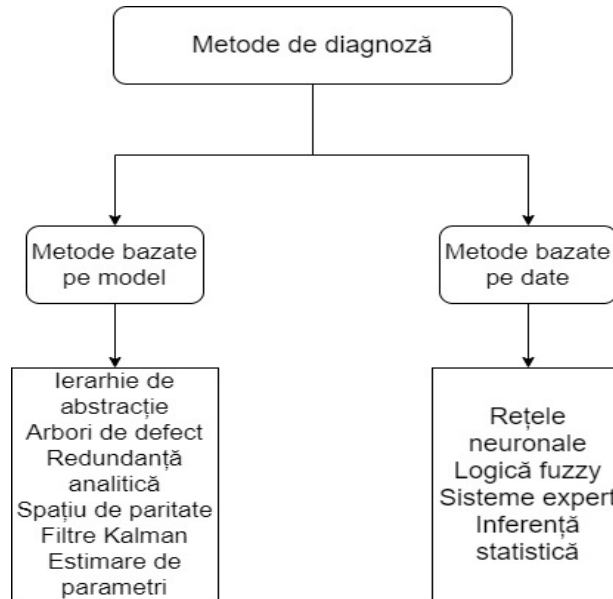 Metode de diagnoză
Metode bazate
pe model
Metode bazate
pe date
Ierarhie de
abstracție
Arbori de defect
Redundanță
analitică
Spațiu de paritate
Filtre Kalman
Estimare de
parametri
Rețele
neuronale
Logică fuzzy
Sisteme expert
Inferență
statistică